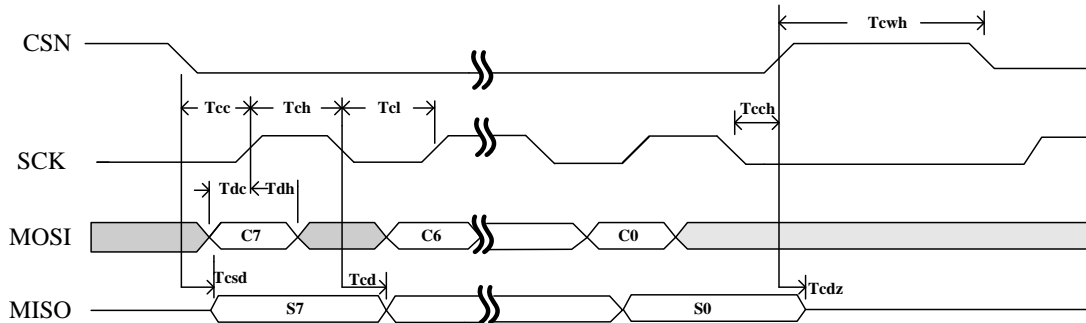 Tcwh
CSN
Tcc Tch Tcl Tcch
SCK
Tdc Tdh
MOSI C7 C6 C0
Tcsd Tcd Tcdz
MISO S7 S0